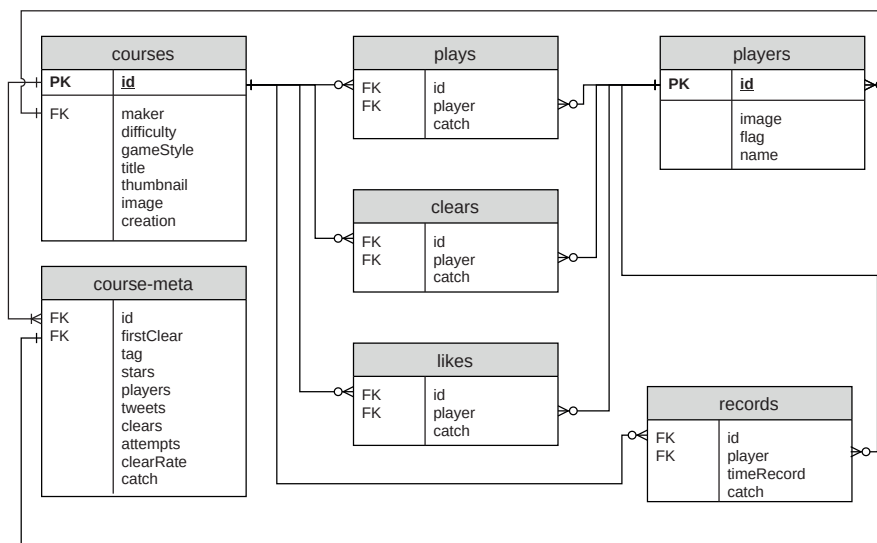 courses
PK id
FK maker
difficulty
gameStyle
title
thumbnail
image
creation
course-meta
FK id
FK firstClear
tag
stars
players
tweets
clears
attempts
clearRate
catch
plays
FK id
FK player
catch
clears
FK id
FK player
catch
likes
FK id
FK player
catch
players
PK id
image
flag
name
records
FK id
FK player
timeRecord
catch